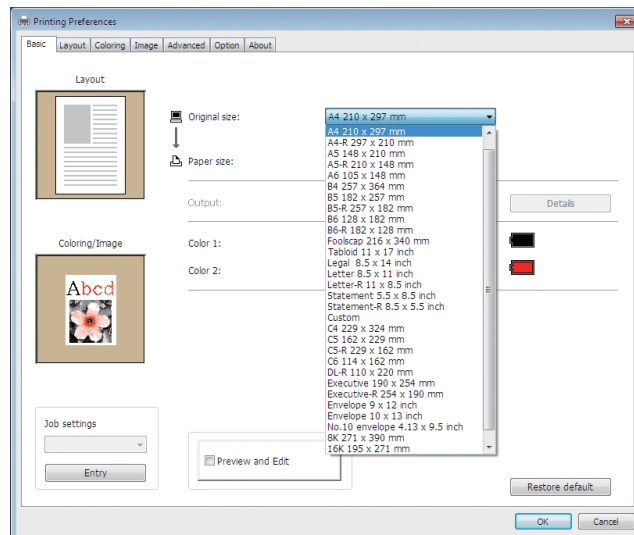 Printing Preferences
Basic Layout Coloring Image Advanced Option About
Layout
Original size:
A4 210 x 297 mm
A4 210 x 297 mm
A4-R 297 x 210 mm
A5 148 x 210 mm
A5-R 210 x 148 mm
A6 105 x 148 mm
B4 257 x 364 mm
B5 182 x 257 mm
B5-R 257 x 182 mm
B6 128 x 182 mm
B6-R 182 x 128 mm
Foolscap 216 x 340 mm
Tabloid 11 x 17 inch
Legal 8.5 x 14 inch
Letter 8.5 x 11 inch
Letter-R 11 x 8.5 inch
Statement 5.5 x 8.5 inch
Statement-R 8.5 x 5.5 inch
Custom
C4 229 x 324 mm
C5 162 x 229 mm
C5-R 229 x 162 mm
C6 114 x 162 mm
DL-R 110 x 220 mm
Executive 190 x 254 mm
Executive-R 254 x 190 mm
Envelope 9 x 12 inch
Envelope 10 x 13 inch
No.10 envelope 4.13 x 9.5 inch
8K 271 x 390 mm
16K 195 x 271 mm
Paper size:
Output:
Details
Coloring/Image
Abcd
Color 1:
Color 2:
Job settings
Entry
Preview and Edit
Restore default
OK
Cancel